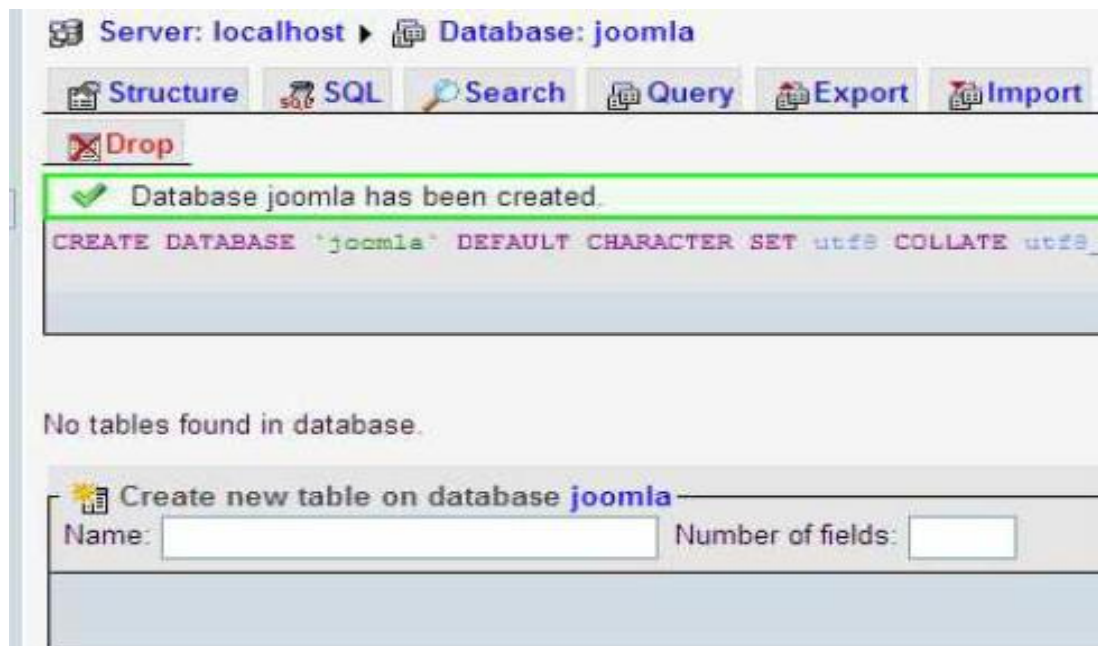 Server: localhost ▸ Database: joomla
Structure SQL Search Query Export Import
Drop
Database joomla has been created.
CREATE DATABASE `joomla` DEFAULT CHARACTER SET utf8 COLLATE utf8_
No tables found in database.
Create new table on database joomla
Name: Number of fields: